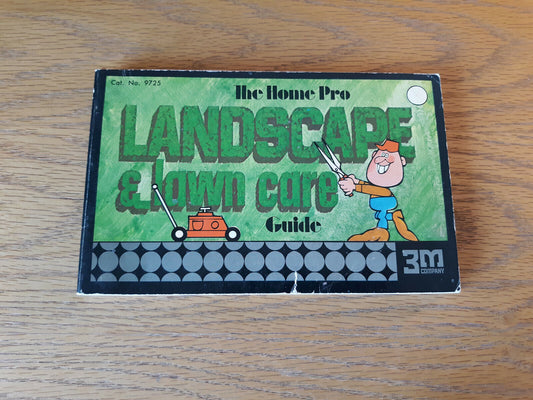 Cat. No. 9725
The Home Pro
LANDSCAPE
& lawn care
Guide
3M
COMPANY